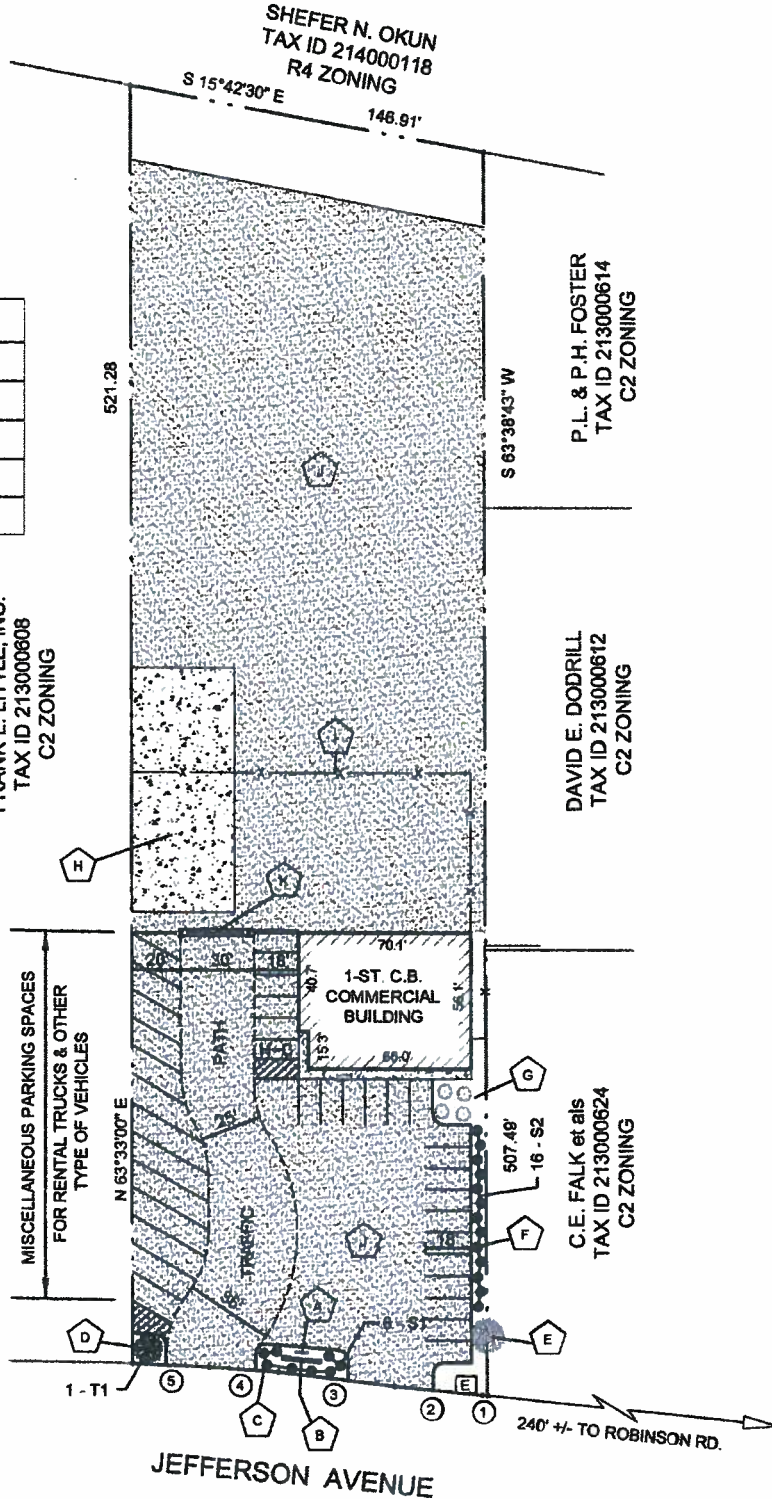 SHEFER N. OKUN
TAX ID 214000118
R4 ZONING
S 15°42'30" E
146.91'
521.28
S 63°38'43" W
P.L. & P.H. FOSTER
TAX ID 213000614
C2 ZONING
J
TAX ID 213000608
C2 ZONING
I
DAVID E. DODRILL
TAX ID 213000612
C2 ZONING
H
K
MISCELLANEOUS PARKING SPACES
FOR RENTAL TRUCKS & OTHER
TYPE OF VEHICLES
N 63°33'00" E
20'
30'
18'
70.1'
40.7'
1-ST. C.B.
COMMERCIAL
BUILDING
56.1'
15.3'
66.0'
H-C
PATH
25'
TRAFFIC
G
507.49'
16 - S2
C.E. FALK et als
TAX ID 213000624
C2 ZONING
18'
F
J
A
D
E
1 - T1
5
4
3
2
1
E
C
B
240' +/- TO ROBINSON RD.
JEFFERSON AVENUE